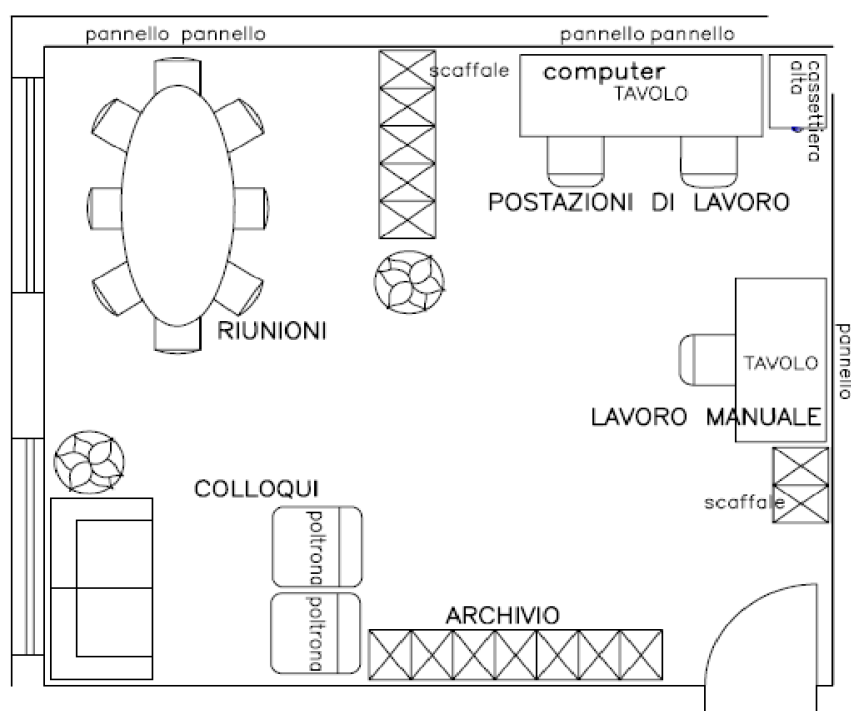 pannello pannello
pannello pannello
scaffale
computer
TAVOLO
cassettiera
alta
POSTAZIONI DI LAVORO
RIUNIONI
pannello
TAVOLO
LAVORO MANUALE
COLLOQUI
scaffale
poltrona
poltrona
ARCHIVIO